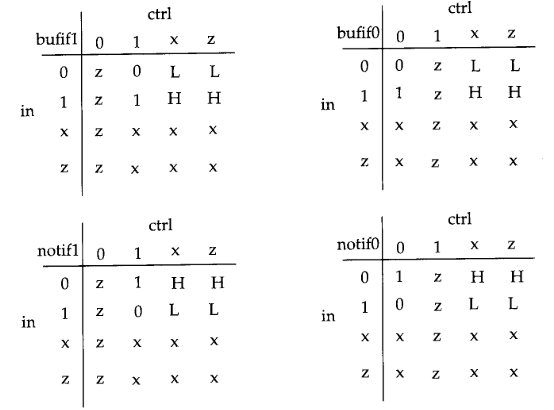 ctrl
bufif1 0 1 x z
0 z 0 L L
in
1 z 1 H H
x z x x x
z z x x x
ctrl
bufif0 0 1 x z
0 0 z L L
in
1 1 z H H
x x z x x
z x z x x
ctrl
notif1 0 1 x z
0 z 1 H H
in
1 z 0 L L
x z x x x
z z x x x
ctrl
notif0 0 1 x z
0 1 z H H
in
1 0 z L L
x x z x x
z x z x x